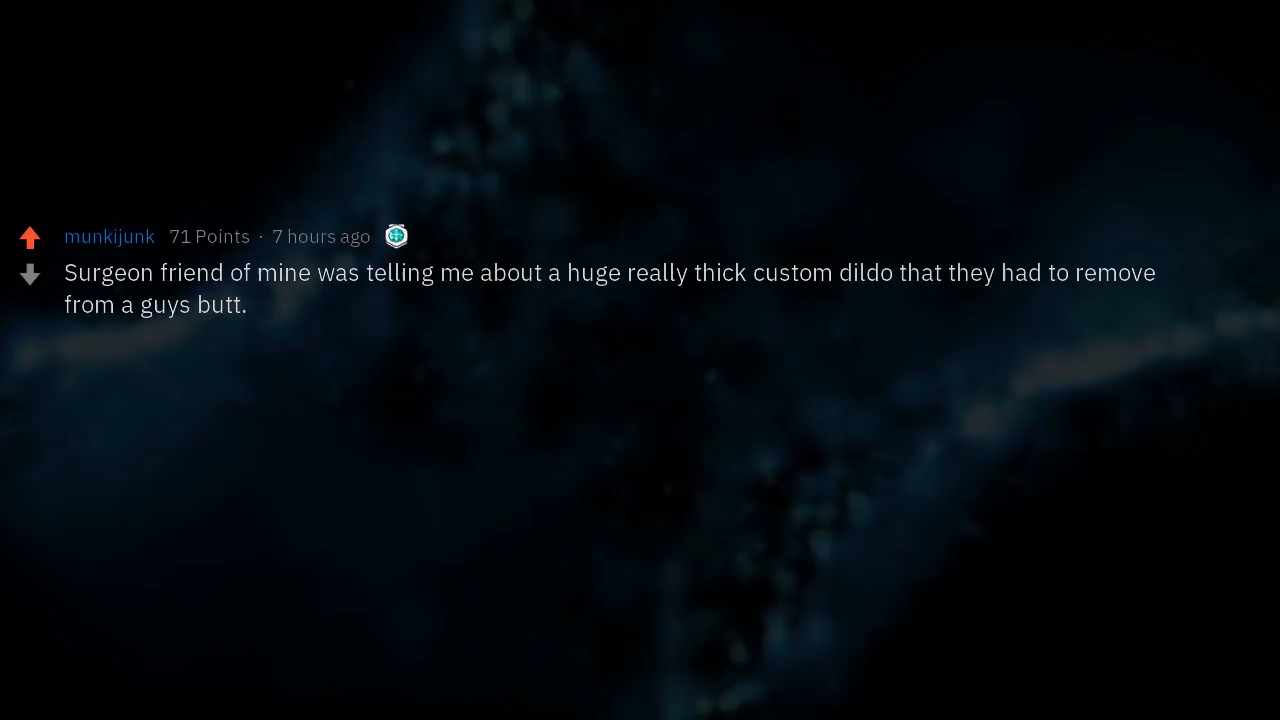 munkijunk 71 Points · 7 hours ago
Surgeon friend of mine was telling me about a huge really thick custom dildo that they had to remove
from a guys butt.